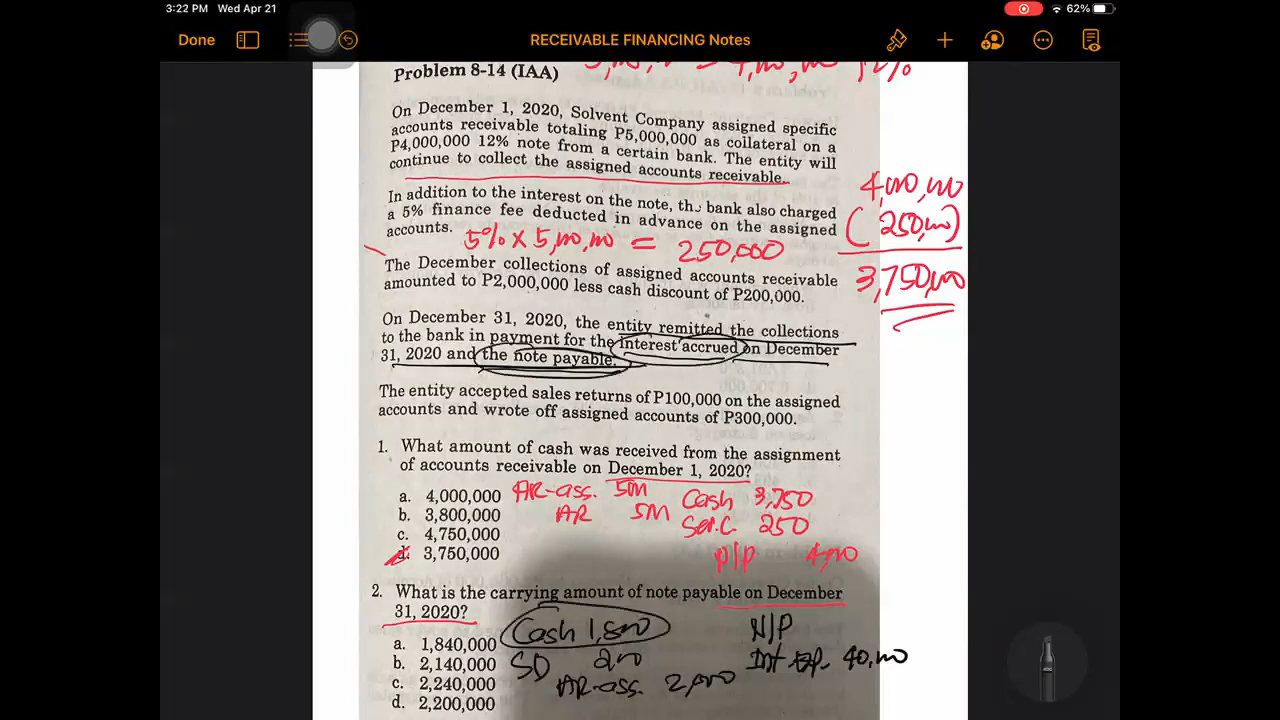 3:22 PM Wed Apr 21
62%
Done
RECEIVABLE FINANCING Notes
Problem 8-14 (IAA)
12%
On December 1, 2020, Solvent Company assigned specific
accounts receivable totaling P5,000,000 as collateral on a
P4,000,000 12% note from a certain bank. The entity will
continue to collect the assigned accounts receivable.
4,000,000
In addition to the interest on the note, the bank also charged
a 5% finance fee deducted in advance on the assigned
accounts.
(250,000)
5% x 5,000,000 = 250,000
3,750,000
The December collections of assigned accounts receivable
amounted to P2,000,000 less cash discount of P200,000.
On December 31, 2020, the entity remitted the collections
to the bank in payment for the interest accrued on December
31, 2020 and the note payable.
The entity accepted sales returns of P100,000 on the assigned
accounts and wrote off assigned accounts of P300,000.
1. What amount of cash was received from the assignment
of accounts receivable on December 1, 2020?
a. 4,000,000
b. 3,800,000
c. 4,750,000
d. 3,750,000
AR-ass. 5M
AR 5M
Cash 3,750
Ser.C. 250
N/P 4,000
2. What is the carrying amount of note payable on December
31, 2020?
a. 1,840,000
b. 2,140,000
c. 2,240,000
d. 2,200,000
Cash 1,800
SD 200
AR-ass. 2,000
N/P
Int Exp. 40,000